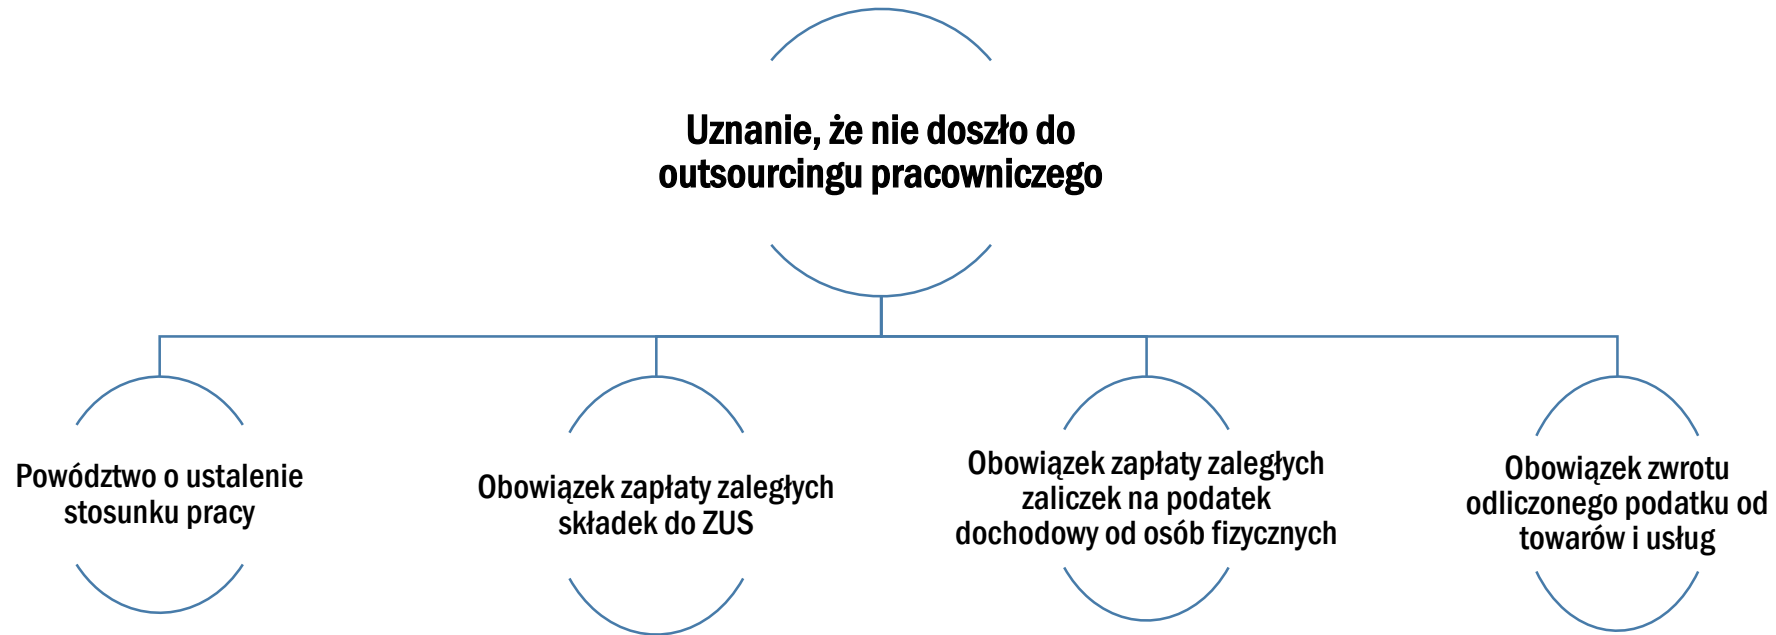 Uznanie, że nie doszło do
outsourcingu pracowniczego
Powództwo o ustalenie
stosunku pracy
Obowiązek zapłaty zaległych
składek do ZUS
Obowiązek zapłaty zaległych
zaliczek na podatek
dochodowy od osób fizycznych
Obowiązek zwrotu
odliczonego podatku od
towarów i usług